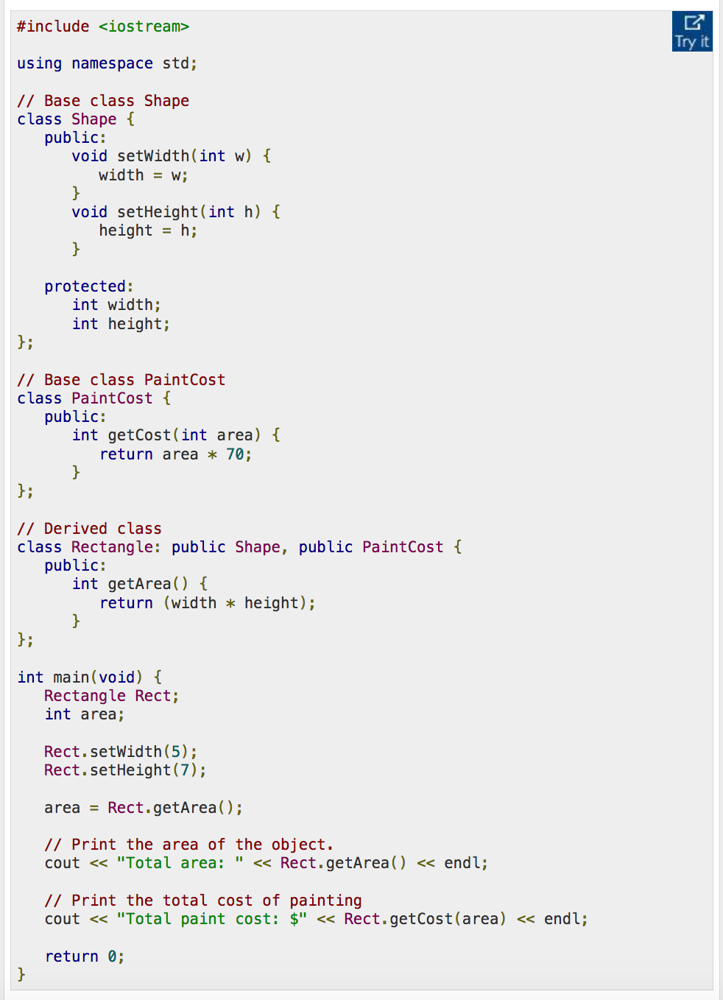 #include <iostream>
Try it
using namespace std;
// Base class Shape
class Shape {
   public:
      void setWidth(int w) {
         width = w;
      }
      void setHeight(int h) {
         height = h;
      }
   protected:
      int width;
      int height;
};
// Base class PaintCost
class PaintCost {
   public:
      int getCost(int area) {
         return area * 70;
      }
};
// Derived class
class Rectangle: public Shape, public PaintCost {
   public:
      int getArea() {
         return (width * height);
      }
};
int main(void) {
   Rectangle Rect;
   int area;
   Rect.setWidth(5);
   Rect.setHeight(7);
   area = Rect.getArea();
   // Print the area of the object.
   cout << "Total area: " << Rect.getArea() << endl;
   // Print the total cost of painting
   cout << "Total paint cost: $" << Rect.getCost(area) << endl;
   return 0;
}